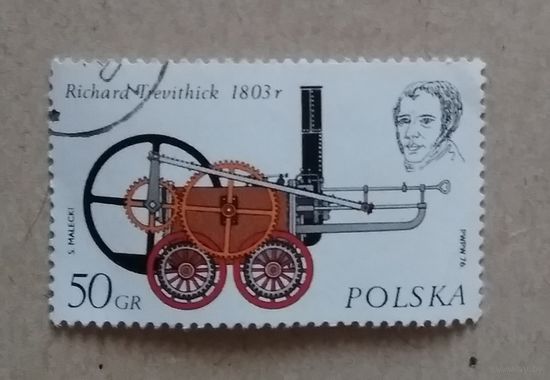 Richard Trevithick 1803 r
S. MAŁECKI
PWPW 76
50 GR
POLSKA